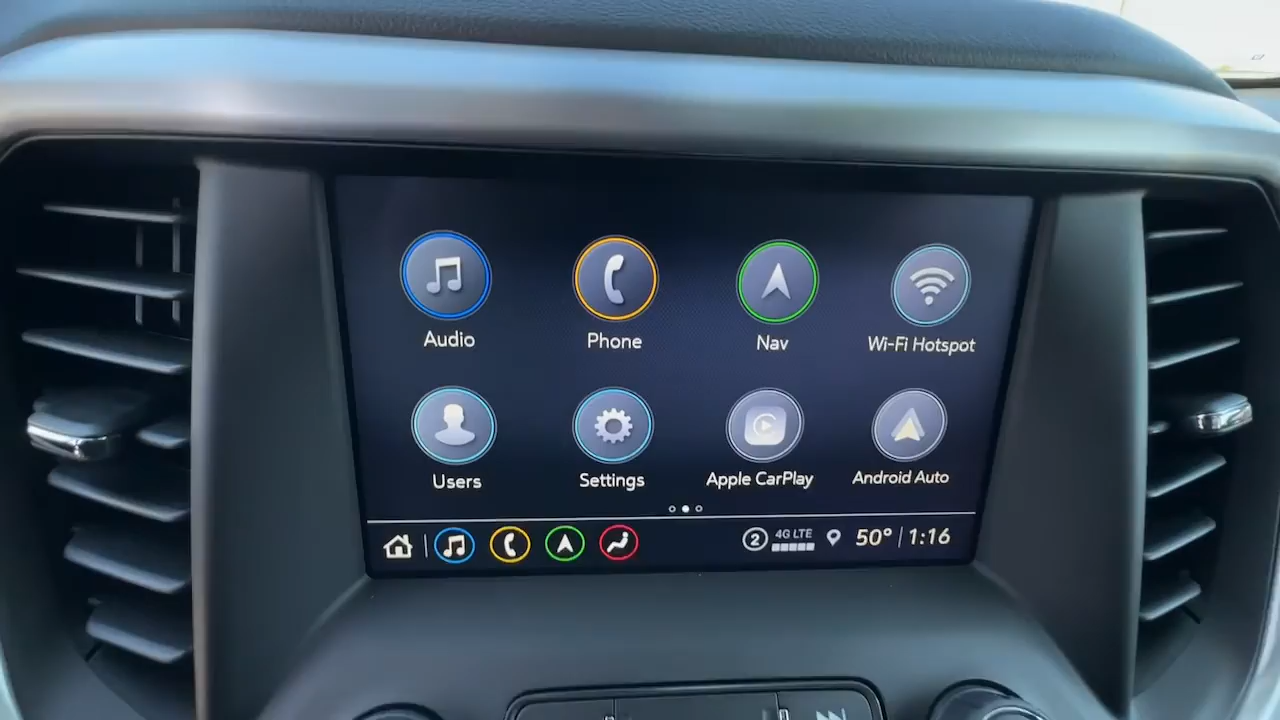 Audio
Phone
Nav
Wi-Fi Hotspot
Users
Settings
Apple CarPlay
Android Auto
2
4G LTE
50°
1:16